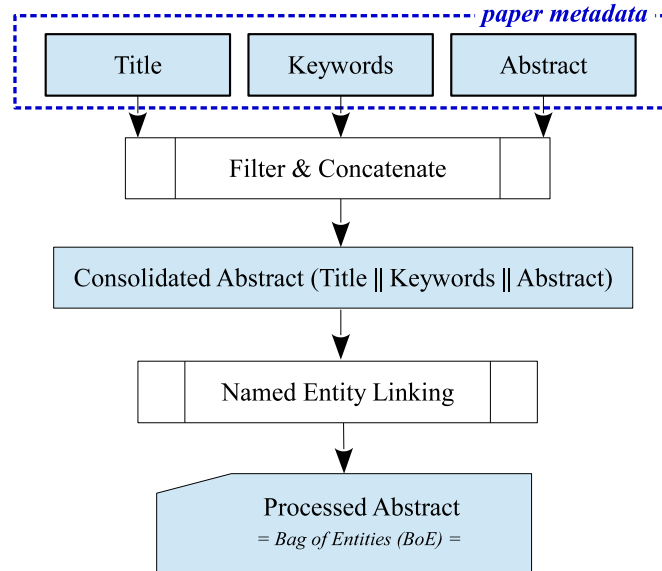 paper metadata
Title
Keywords
Abstract
Filter & Concatenate
Consolidated Abstract (Title || Keywords || Abstract)
Named Entity Linking
Processed Abstract
= Bag of Entities (BoE) =